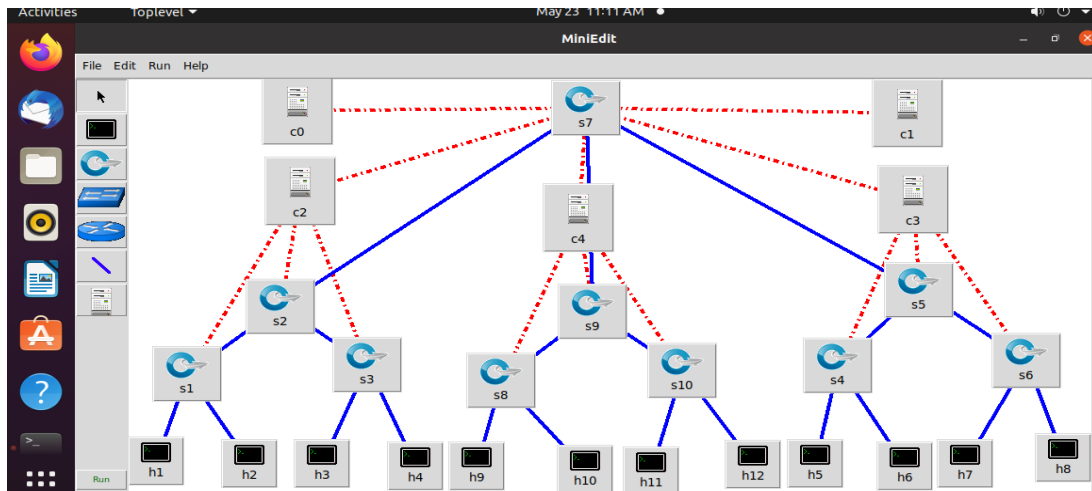 Activities Toplevel May 23 11:11 AM
MiniEdit
File Edit Run Help
c0
s7
c1
c2
c4
c3
s2
s9
s5
s1
s3
s8
s10
s4
s6
h1
h2
h3
h4
h9
h10
h11
h12
h5
h6
h7
h8
Run